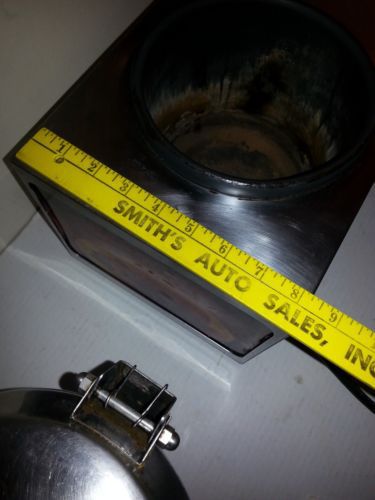 1 2 3 4 5 6 7 8 9
SMITH'S AUTO SALES, INC